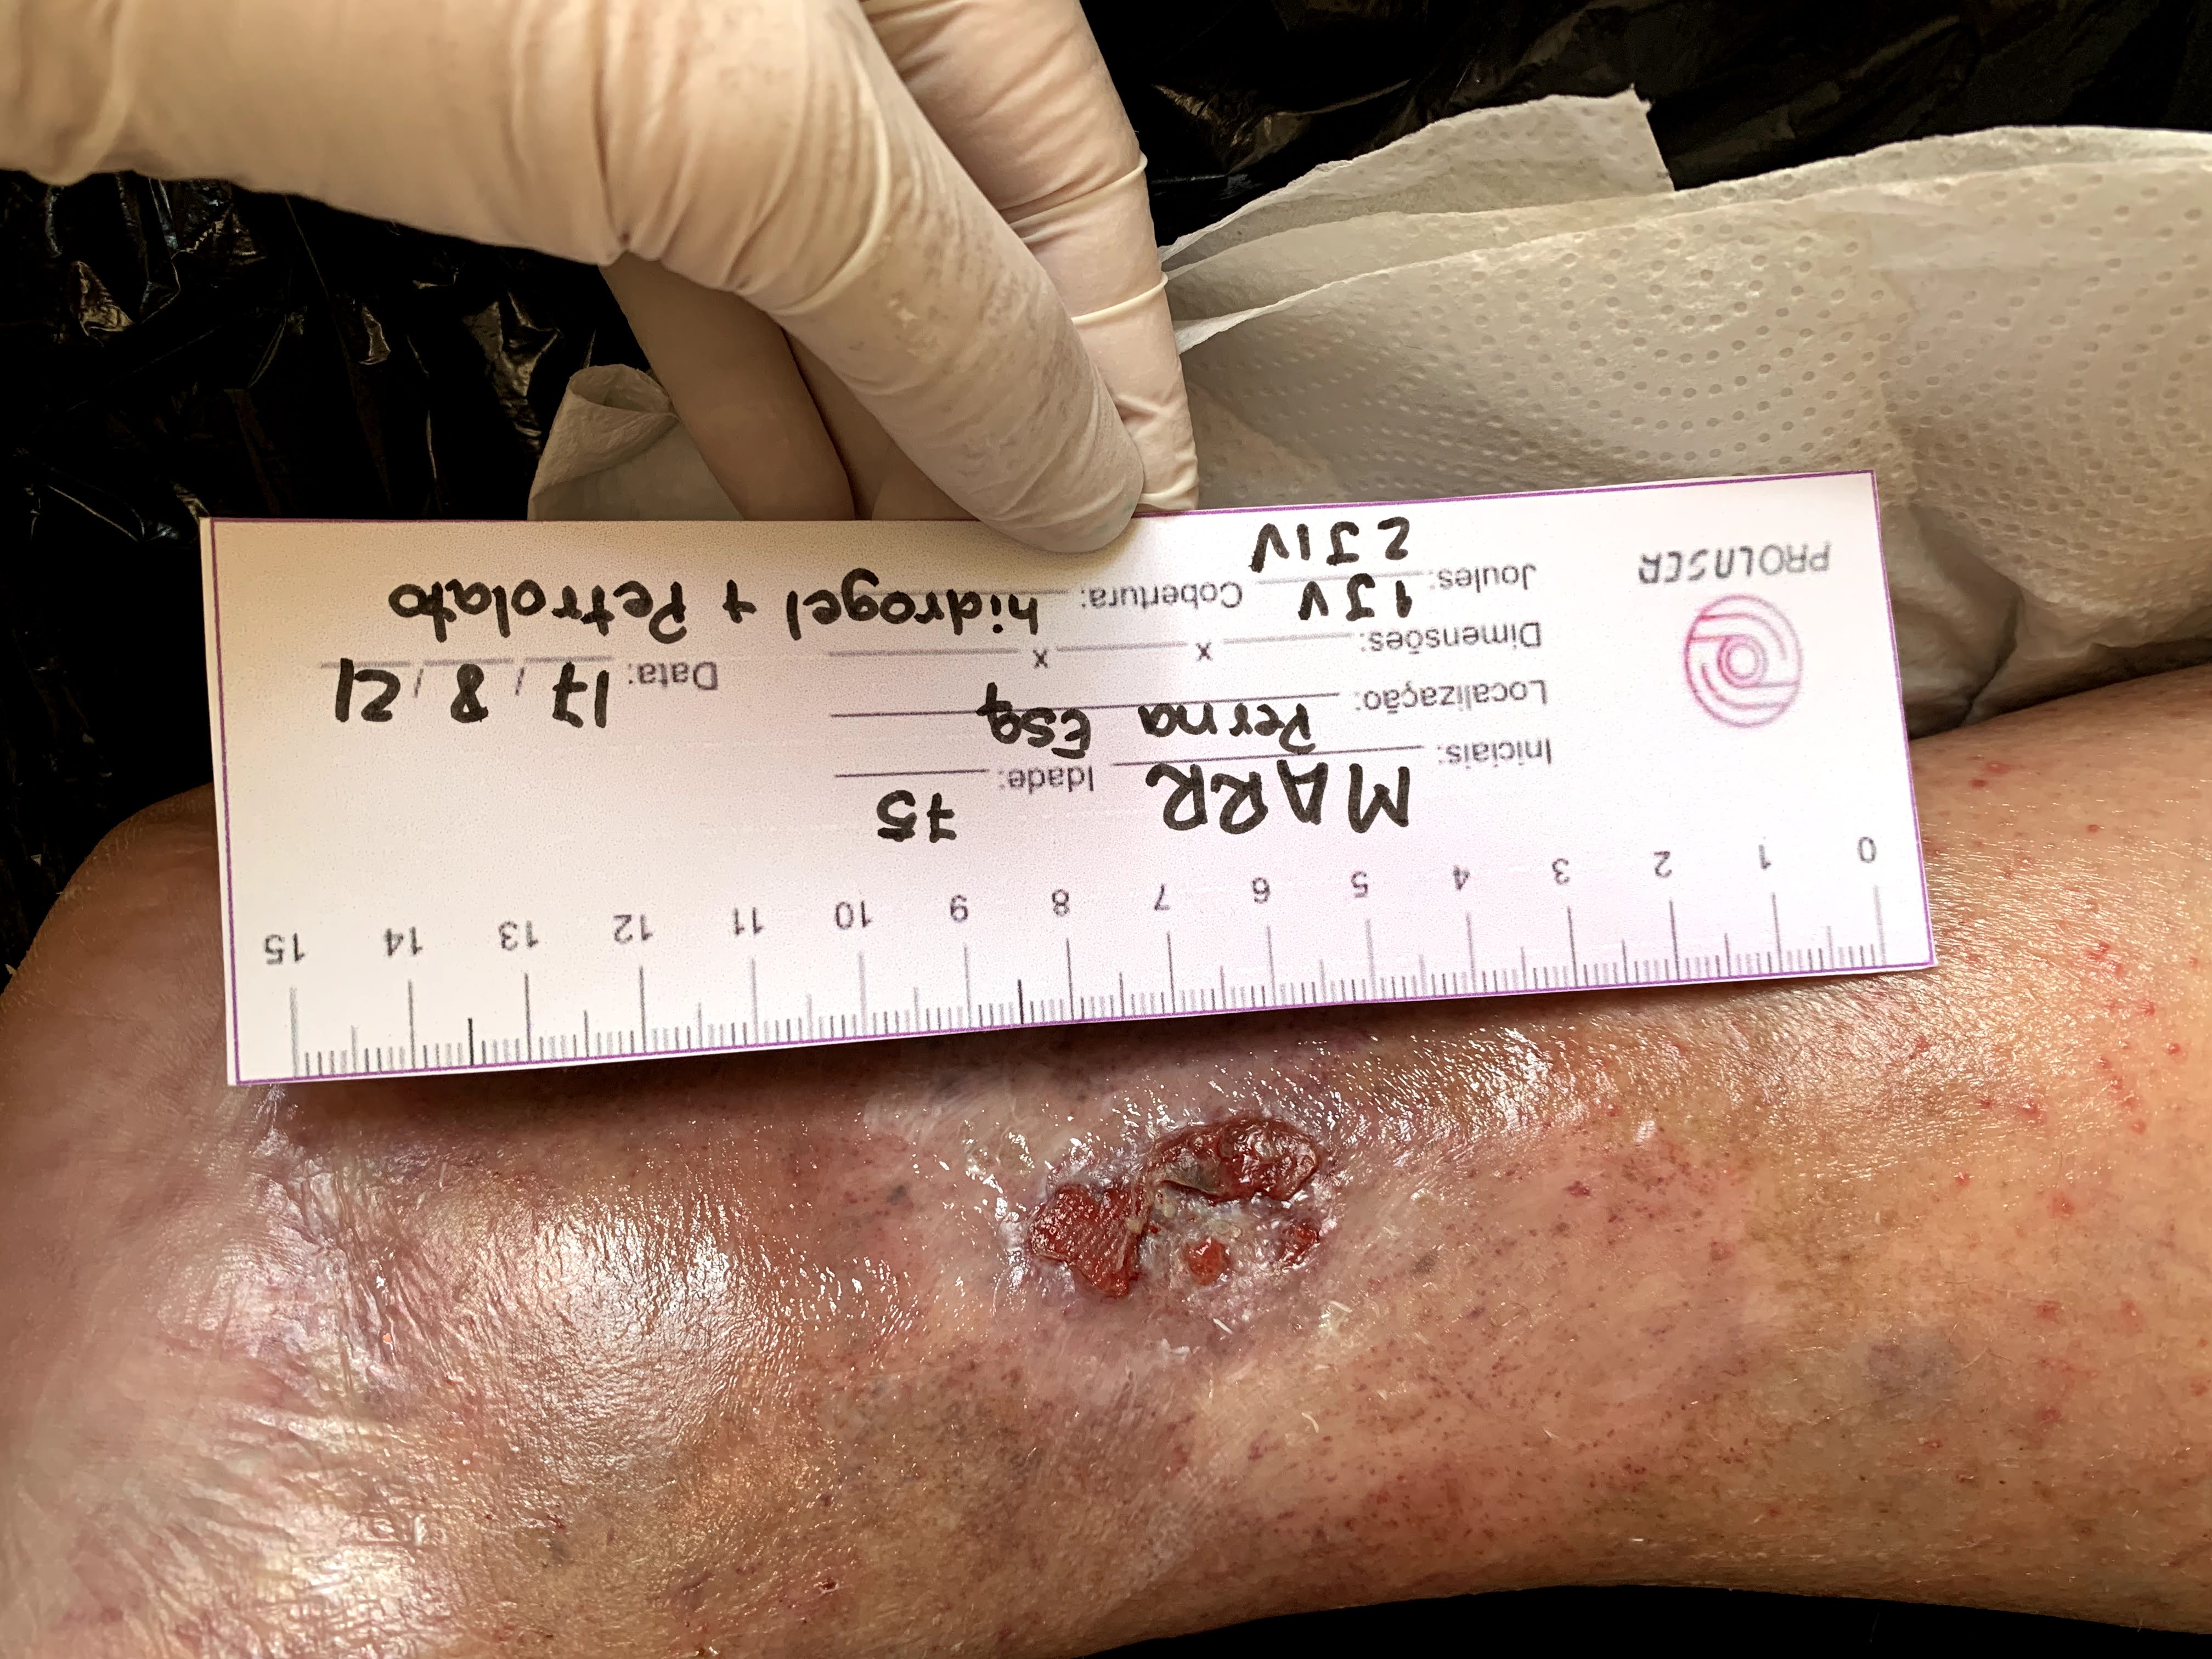 0 1 2 3 4 5 6 7 8 9 10 11 12 13 14 15
Iniciais: MARR Idade: 75
Localização: Perna Esq
Dimensões: x x Data: 17 / 8 / 21
Joules: 1 J V Cobertura: hidrogel + Petrolato
2 J IV
PROLASER